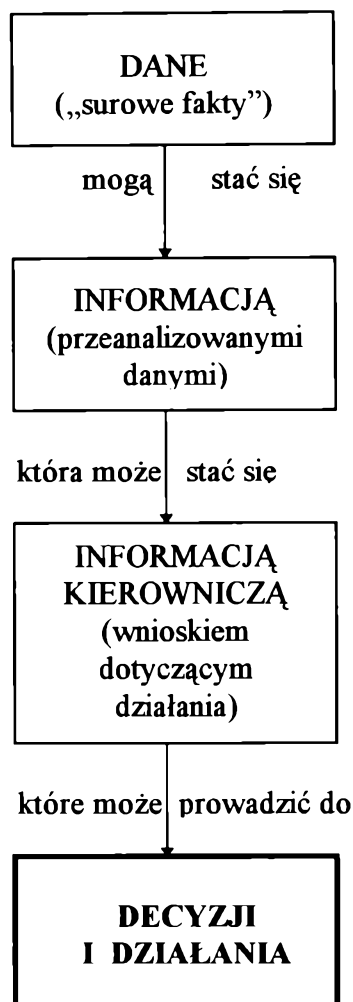 DANE
(„surowe fakty”)
mogą stać się
INFORMACJĄ
(przeanalizowanymi
danymi)
która może stać się
INFORMACJĄ
KIEROWNICZĄ
(wnioskiem
dotyczącym
działania)
które może prowadzić do
DECYZJI
I DZIAŁANIA